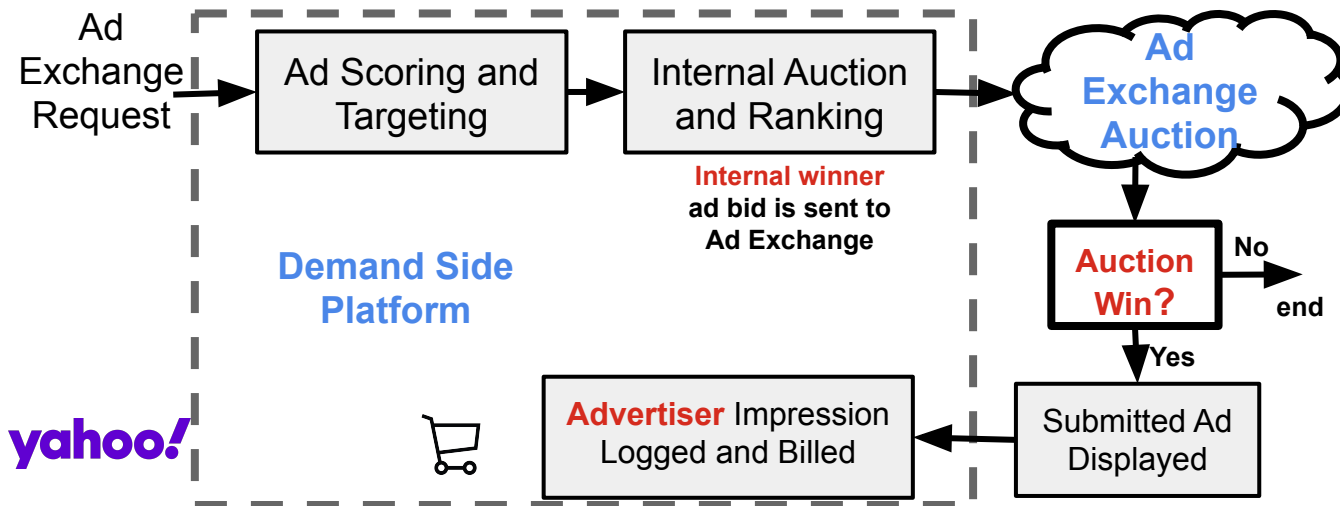 Ad
Exchange
Request
Ad Scoring and
Targeting
Internal Auction
and Ranking
Ad
Exchange
Auction
Internal winner
ad bid is sent to
Ad Exchange
Demand Side
Platform
Auction
Win?
No
end
Yes
Submitted Ad
Displayed
Advertiser Impression
Logged and Billed
yahoo!